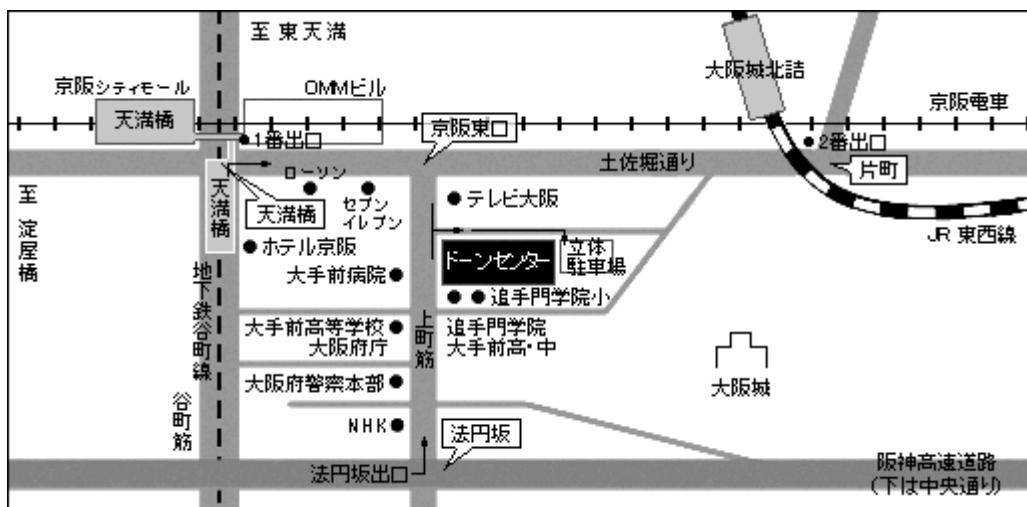 至 東天満
京阪シティモール
OMMビル
大阪城北詰
天満橋
京阪電車
1番出口
京阪東口
2番出口
土佐堀通り
片町
ローソン
天満橋
天満橋
セブン
イレブン
テレビ大阪
至 淀屋橋
JR 東西線
ホテル京阪
ドーンセンター
立体
駐車場
大手前病院
追手門学院小
地下鉄谷町線
上町筋
大手前高等学校
大阪府庁
追手門学院
大手前高・中
大阪城
大阪府警察本部
谷町筋
NHK
法円坂
法円坂出口
阪神高速道路
(下は中央通り)